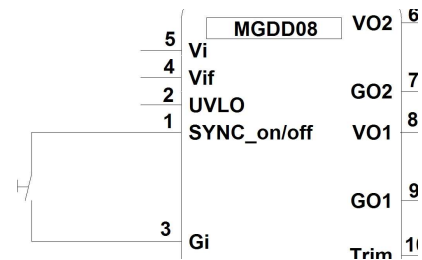 MGDD08
VO2 6
5 Vi
4 Vif
GO2 7
2 UVLO
8
1 SYNC_on/off VO1
9
GO1
3 Gi
Trim